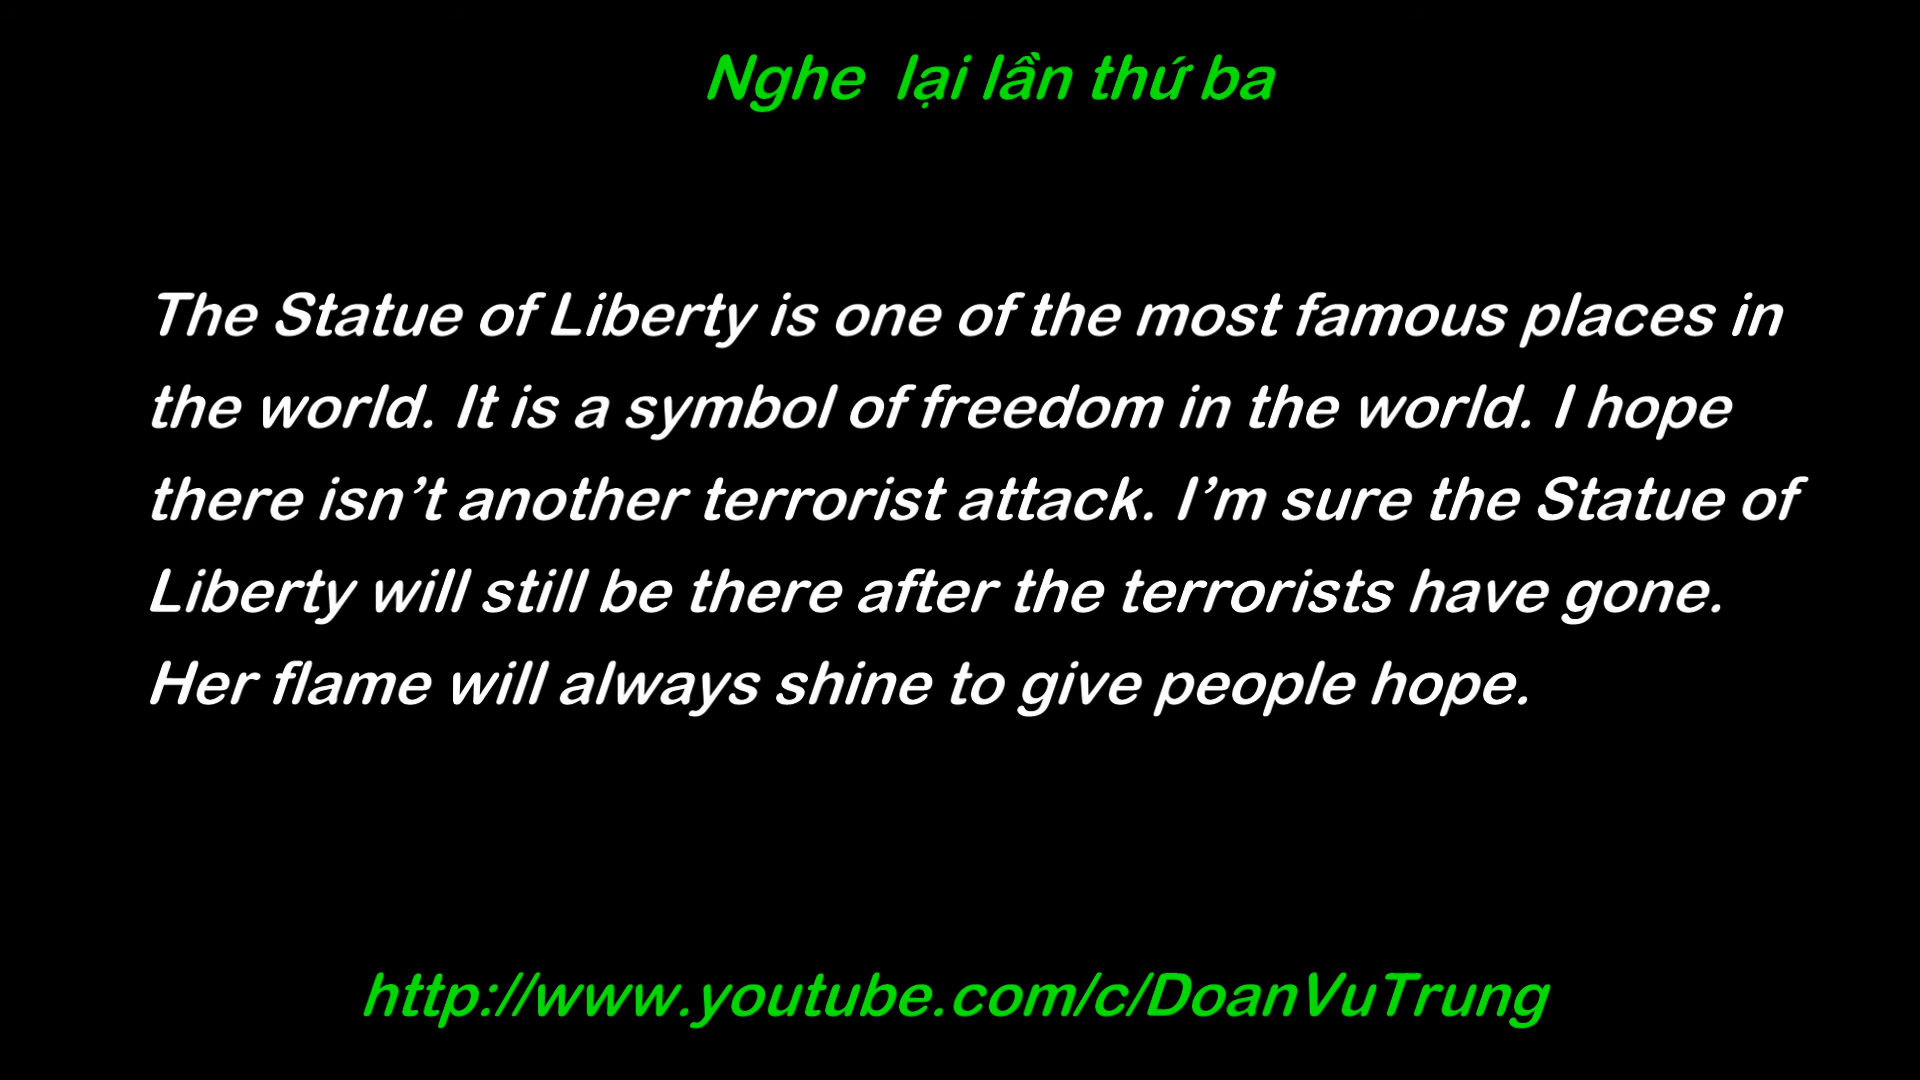 Nghe lại lần thứ ba
The Statue of Liberty is one of the most famous places in
the world. It is a symbol of freedom in the world. I hope
there isn’t another terrorist attack. I’m sure the Statue of
Liberty will still be there after the terrorists have gone.
Her flame will always shine to give people hope.
http://www.youtube.com/c/DoanVuTrung